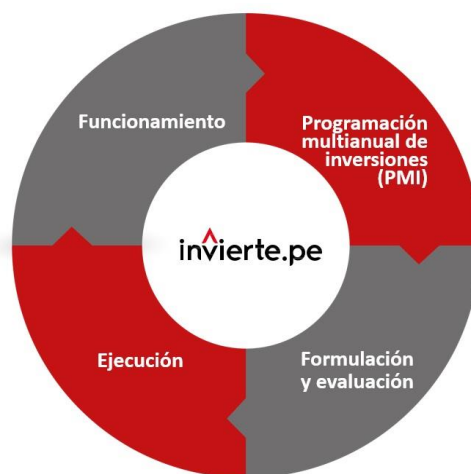 Funcionamiento
Programación
multianual de
inversiones
(PMI)
invierte.pe
Ejecución
Formulación
y evaluación